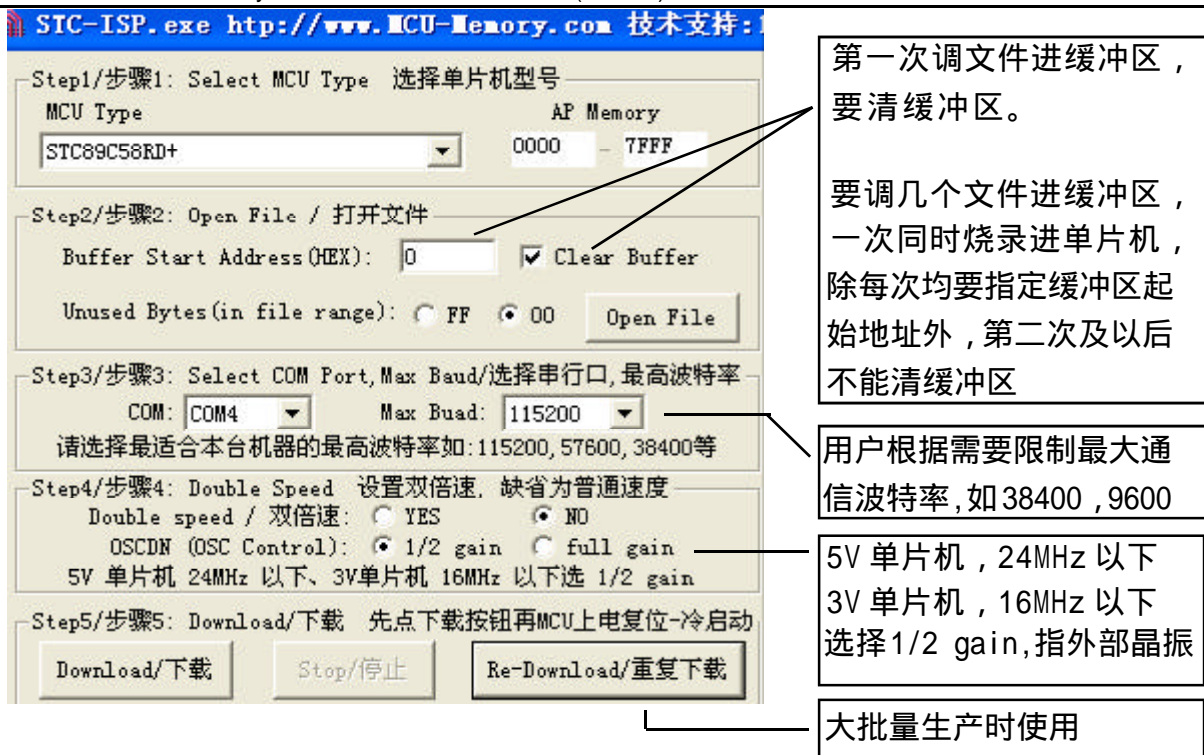 STC-ISP.exe htp://www.MCU-Memory.com 技术支持:1
Step1/步骤1: Select MCU Type 选择单片机型号
MCU Type AP Memory
STC89C58RD+ 0000 - 7FFF
Step2/步骤2: Open File / 打开文件
Buffer Start Address(HEX): 0 Clear Buffer
Unused Bytes(in file range): FF 00 Open File
Step3/步骤3: Select COM Port,Max Baud/选择串行口,最高波特率
COM: COM4 Max Buad: 115200
请选择最适合本台机器的最高波特率如:115200,57600,38400等
Step4/步骤4: Double Speed 设置双倍速, 缺省为普通速度
Double speed / 双倍速: YES NO
OSCDN (OSC Control): 1/2 gain full gain
5V 单片机 24MHz 以下、3V单片机 16MHz 以下选 1/2 gain
Step5/步骤5: Download/下载 先点下载按钮再MCU上电复位-冷启动
Download/下载 Stop/停止 Re-Download/重复下载
第一次调文件进缓冲区，
要清缓冲区。
要调几个文件进缓冲区，
一次同时烧录进单片机，
除每次均要指定缓冲区起
始地址外，第二次及以后
不能清缓冲区
用户根据需要限制最大通
信波特率,如38400，9600
5V 单片机，24MHz 以下
3V 单片机，16MHz 以下
选择1/2 gain,指外部晶振
大批量生产时使用